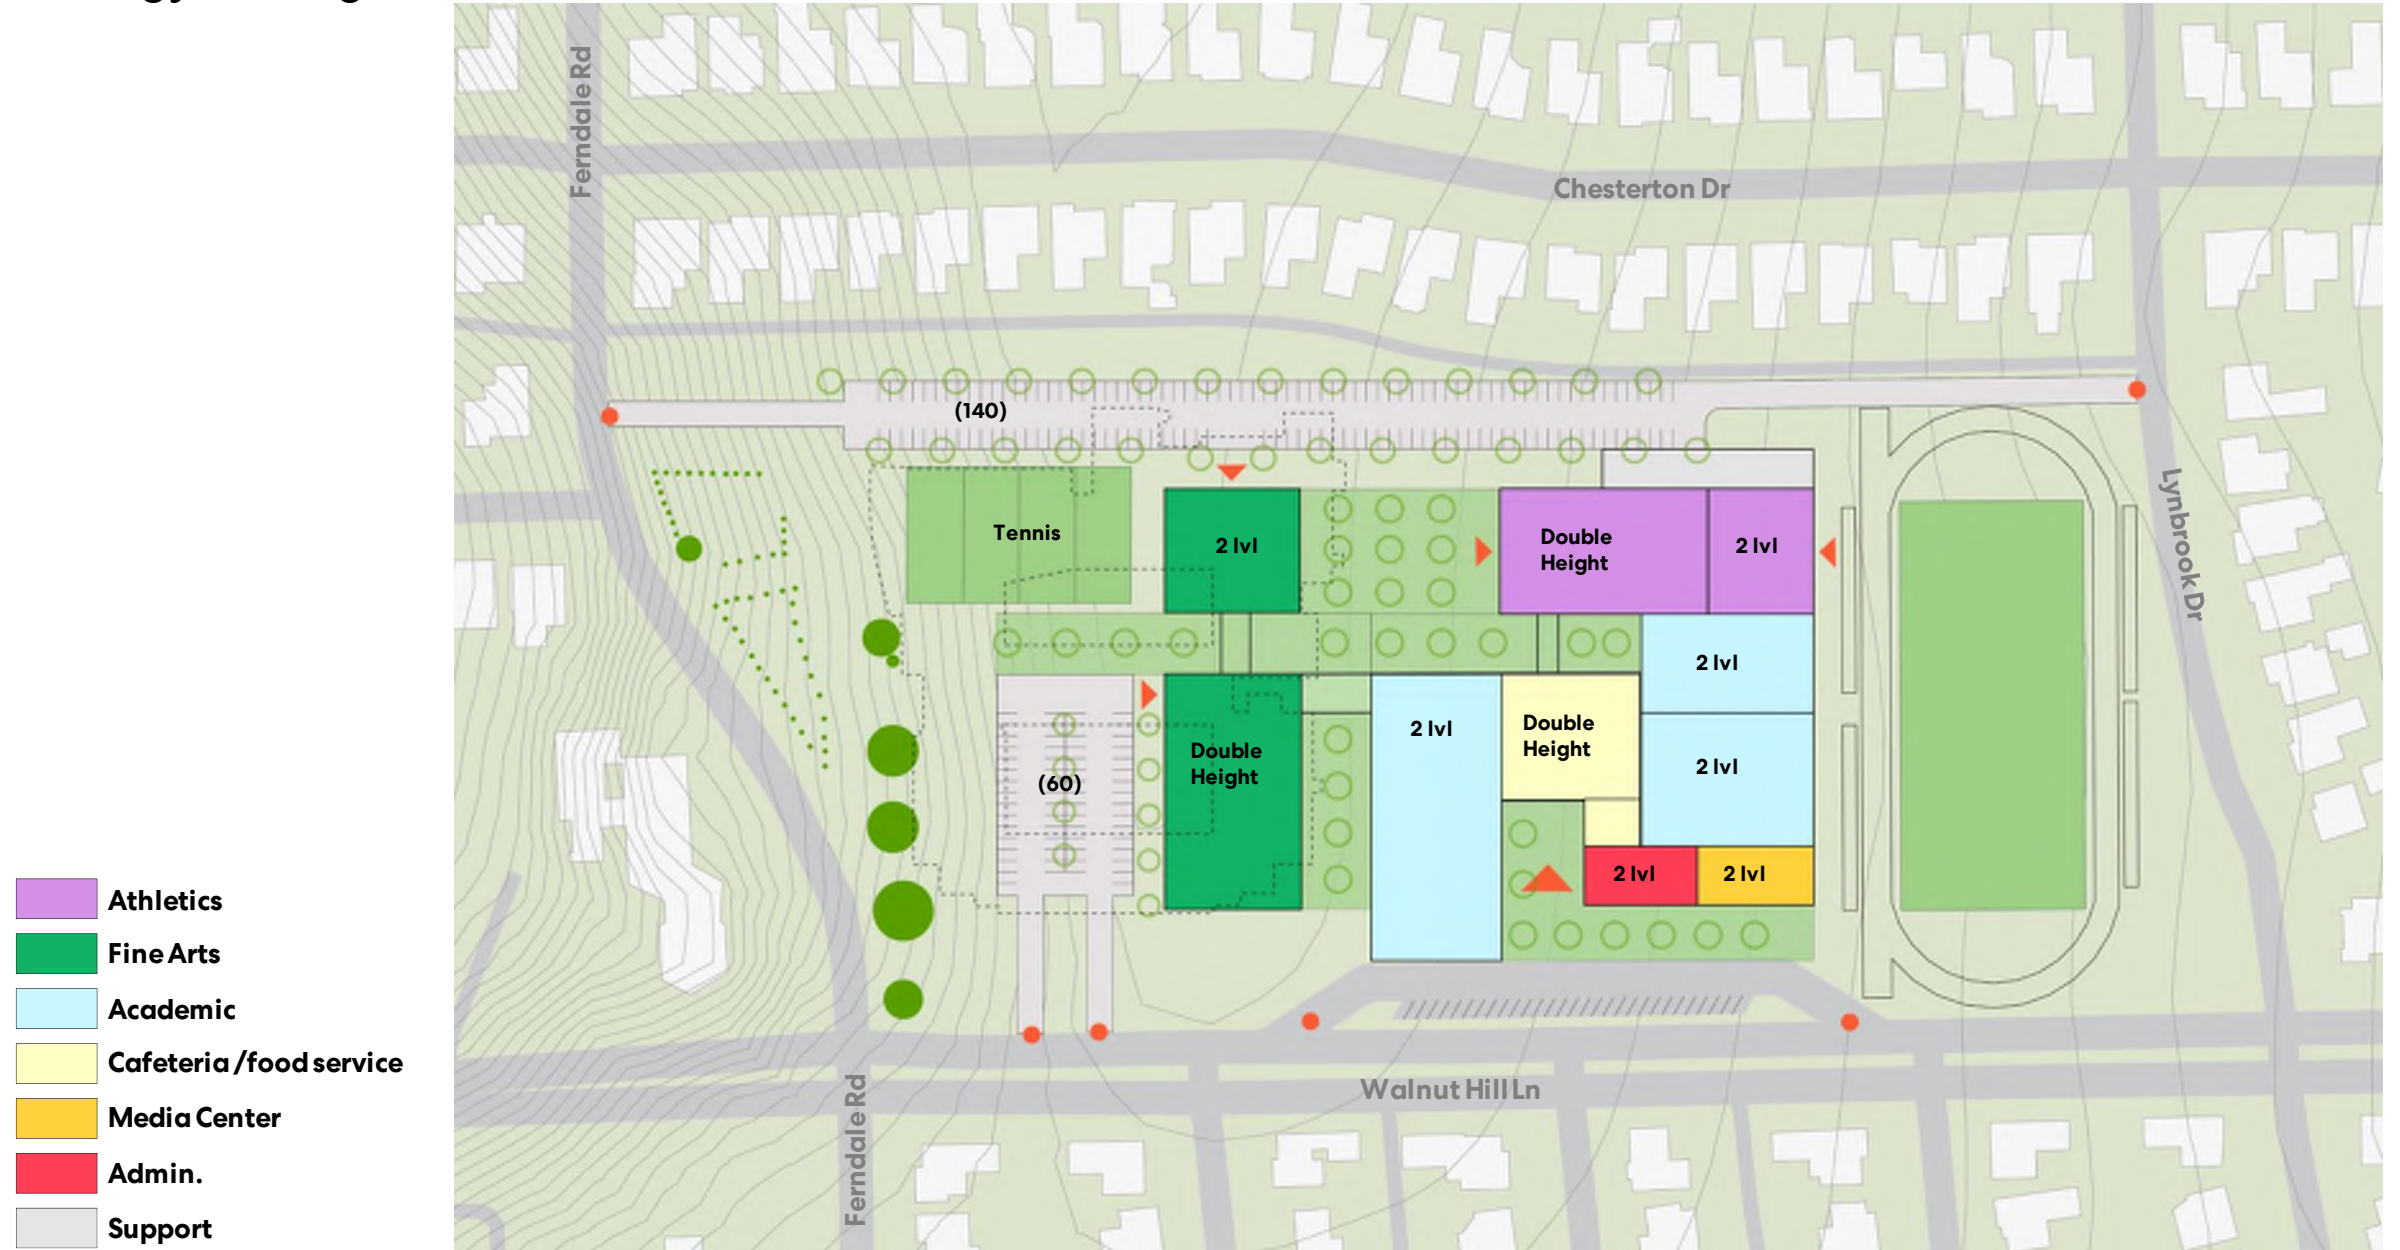 Ferndale Rd
Chesterton Dr
(140)
Tennis
2 lvl
Double
Height
2 lvl
Lynbrook Dr
2 lvl
2 lvl
Double
Height
Double
Height
2 lvl
(60)
2 lvl
2 lvl
Walnut Hill Ln
Ferndale Rd
Athletics
Fine Arts
Academic
Cafeteria /food service
Media Center
Admin.
Support